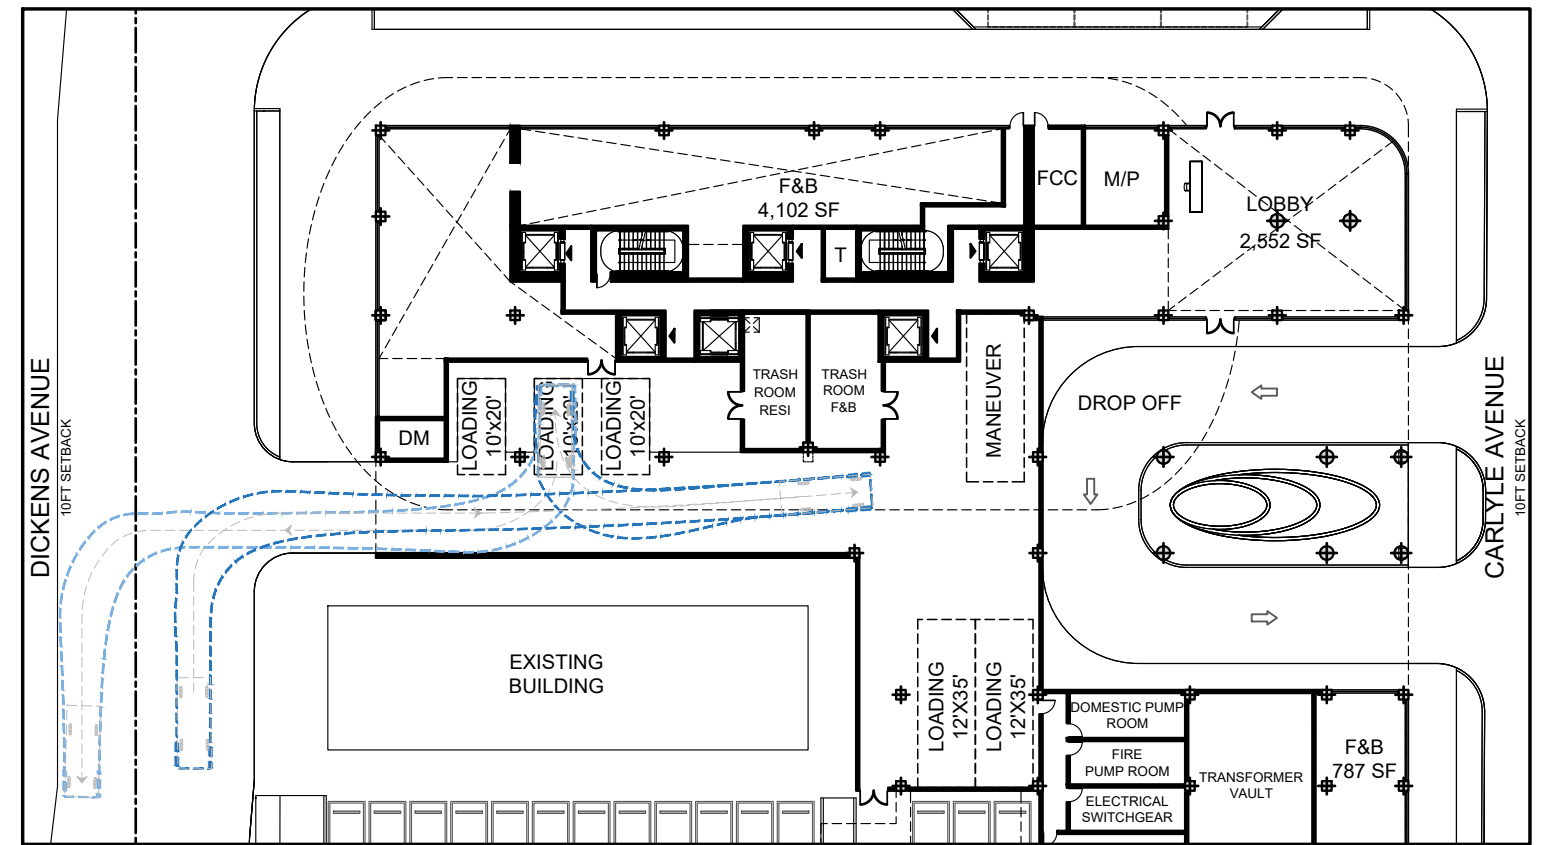 F&B
4,102 SF
FCC
M/P
LOBBY
2,552 SF
T
DICKENS AVENUE
10FT SETBACK
LOADING
10'x20'
LOADING
10'x20'
LOADING
10'x20'
DM
TRASH
ROOM
RESI
TRASH
ROOM
F&B
MANEUVER
DROP OFF
CARLYLE AVENUE
10FT SETBACK
EXISTING
BUILDING
LOADING
12'X35'
LOADING
12'X35'
DOMESTIC PUMP
ROOM
FIRE
PUMP ROOM
ELECTRICAL
SWITCHGEAR
TRANSFORMER
VAULT
F&B
787 SF